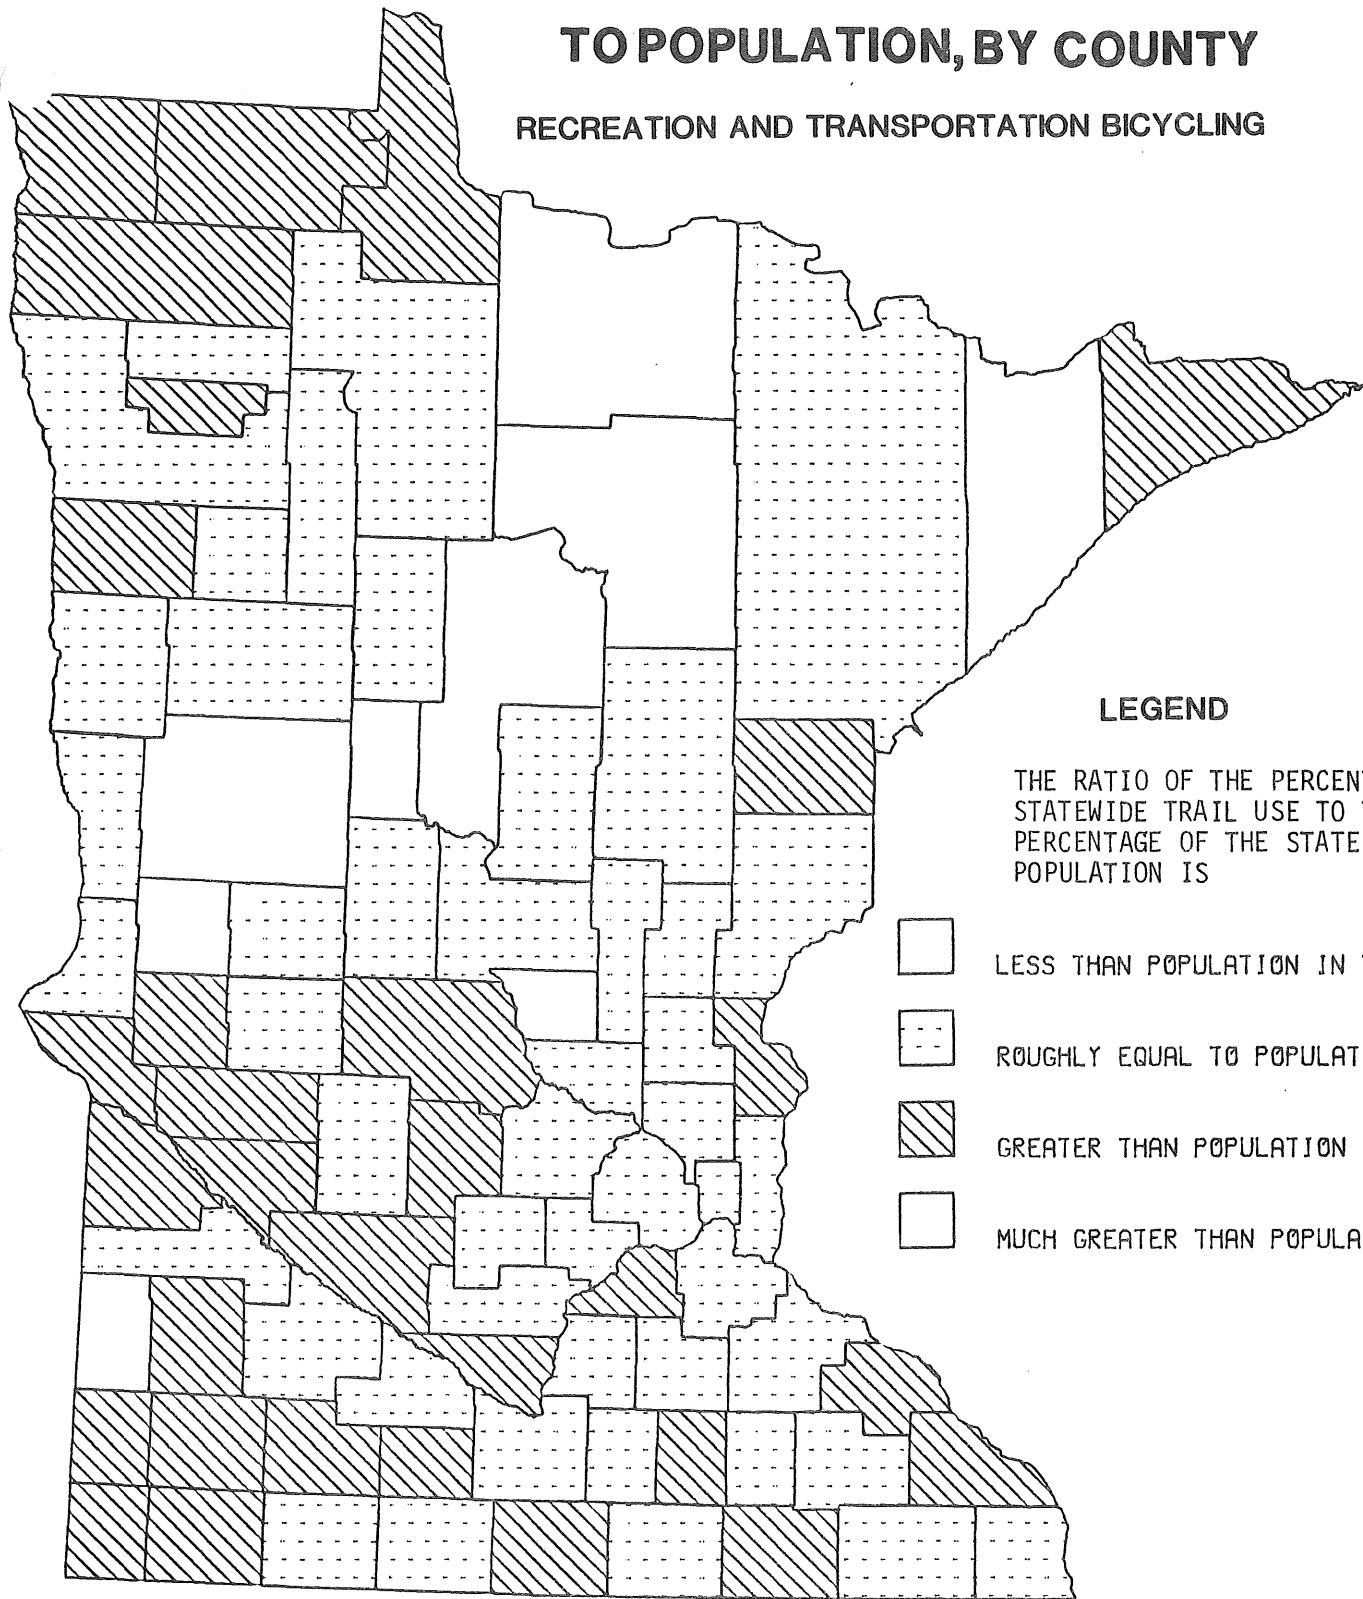 TO POPULATION, BY COUNTY
RECREATION AND TRANSPORTATION BICYCLING
LEGEND
THE RATIO OF THE PERCENT
STATEWIDE TRAIL USE TO
PERCENTAGE OF THE STATE
POPULATION IS
LESS THAN POPULATION IN
ROUGHLY EQUAL TO POPULAT
GREATER THAN POPULATION
MUCH GREATER THAN POPULA